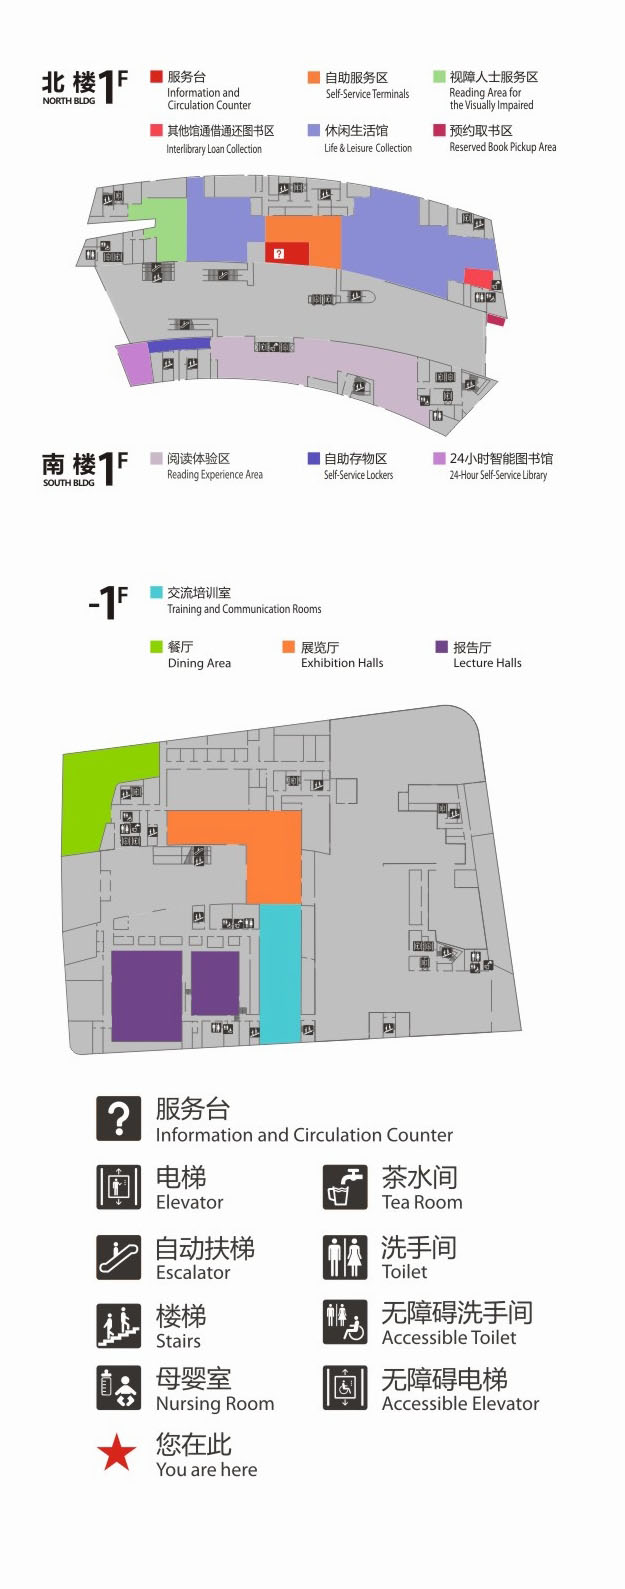 北 楼 1F
NORTH BLDG
服务台
Information and
Circulation Counter
自助服务区
Self-Service Terminals
视障人士服务区
Reading Area for
the Visually Impaired
其他馆通借通还图书区
Interlibrary Loan Collection
休闲生活馆
Life & Leisure Collection
预约取书区
Reserved Book Pickup Area
?
南 楼 1F
SOUTH BLDG
阅读体验区
Reading Experience Area
自助存物区
Self-Service Lockers
24小时智能图书馆
24-Hour Self-Service Library
-1F
交流培训室
Training and Communication Rooms
餐厅
Dining Area
展览厅
Exhibition Halls
报告厅
Lecture Halls
?
服务台
Information and Circulation Counter
电梯
Elevator
茶水间
Tea Room
自动扶梯
Escalator
洗手间
Toilet
楼梯
Stairs
无障碍洗手间
Accessible Toilet
母婴室
Nursing Room
无障碍电梯
Accessible Elevator
您在此
You are here